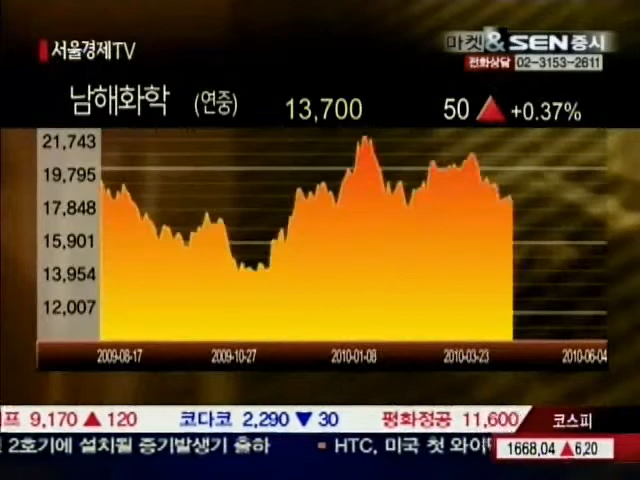 서울경제TV
마켓&SEN증시
전화상담 02-3153-2611
남해화학 (연중) 13,700 50 ▲ +0.37%
21,743
19,795
17,848
15,901
13,954
12,007
2009-08-17 2009-10-27 2010-01-08 2010-03-23 2010-06-04
프 9,170 ▲ 120 코다코 2,290 ▼ 30 평화정공 11,600 코스피
2호기에 설치될 증기발생기 출하 ▪ HTC, 미국 첫 와이 1668,04 ▲6,20